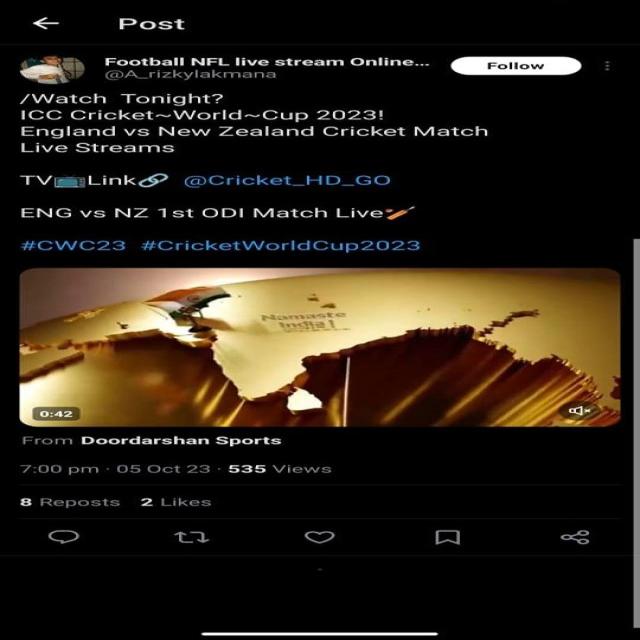 Post
Football NFL live stream Online...
@A_rizkylakmana
Follow
/Watch Tonight?
ICC Cricket~World~Cup 2023!
England vs New Zealand Cricket Match
Live Streams
TV📺Link🔗 @Cricket_HD_GO
ENG vs NZ 1st ODI Match Live🏏
#CWC23 #CricketWorldCup2023
Namaste
India!
0:42
From Doordarshan Sports
7:00 pm · 05 Oct 23 · 535 Views
8 Reposts 2 Likes